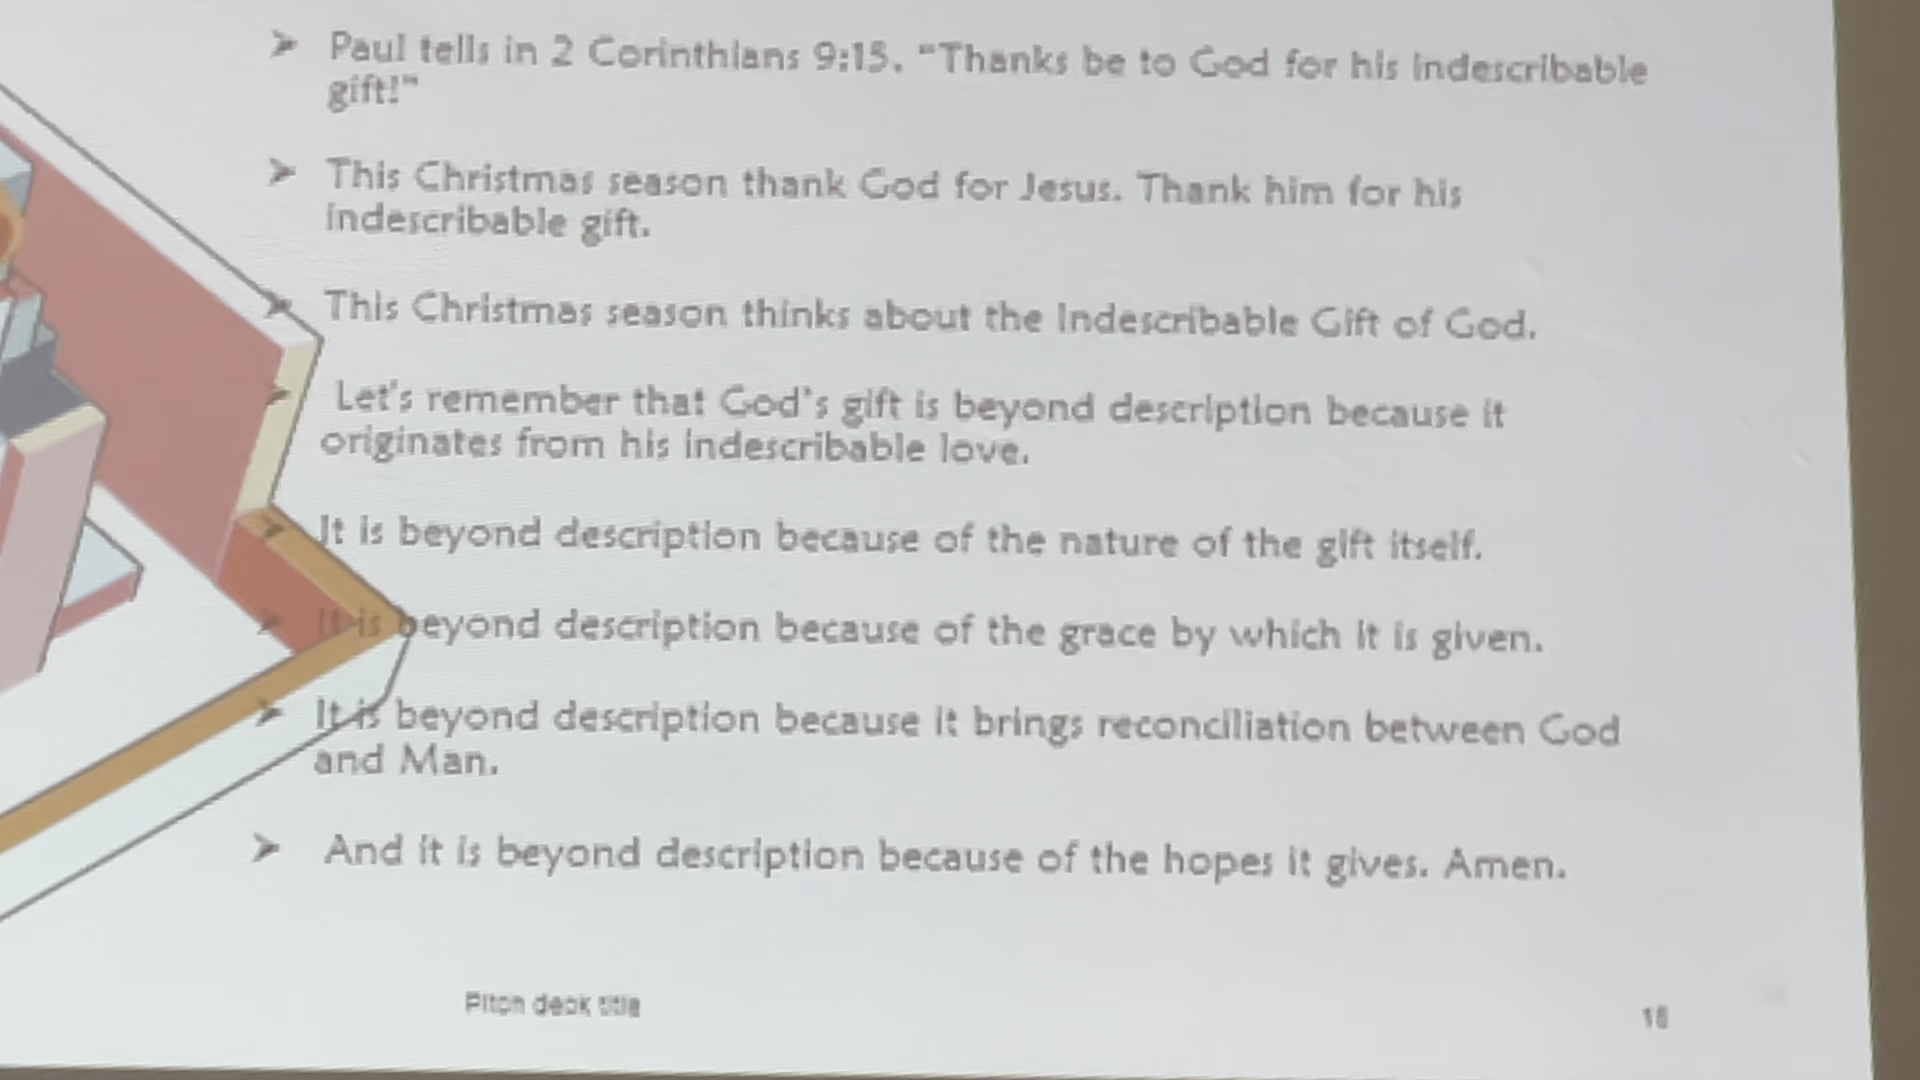 ➤ Paul tells in 2 Corinthians 9:15. "Thanks be to God for his indescribable
gift!"
➤ This Christmas season thank God for Jesus. Thank him for his
indescribable gift.
➤ This Christmas season thinks about the Indescribable Gift of God.
➤ Let's remember that God's gift is beyond description because it
originates from his indescribable love.
➤ It is beyond description because of the nature of the gift itself.
➤ It is beyond description because of the grace by which it is given.
➤ It is beyond description because it brings reconciliation between God
and Man.
➤ And it is beyond description because of the hopes it gives. Amen.
Pitch deck title